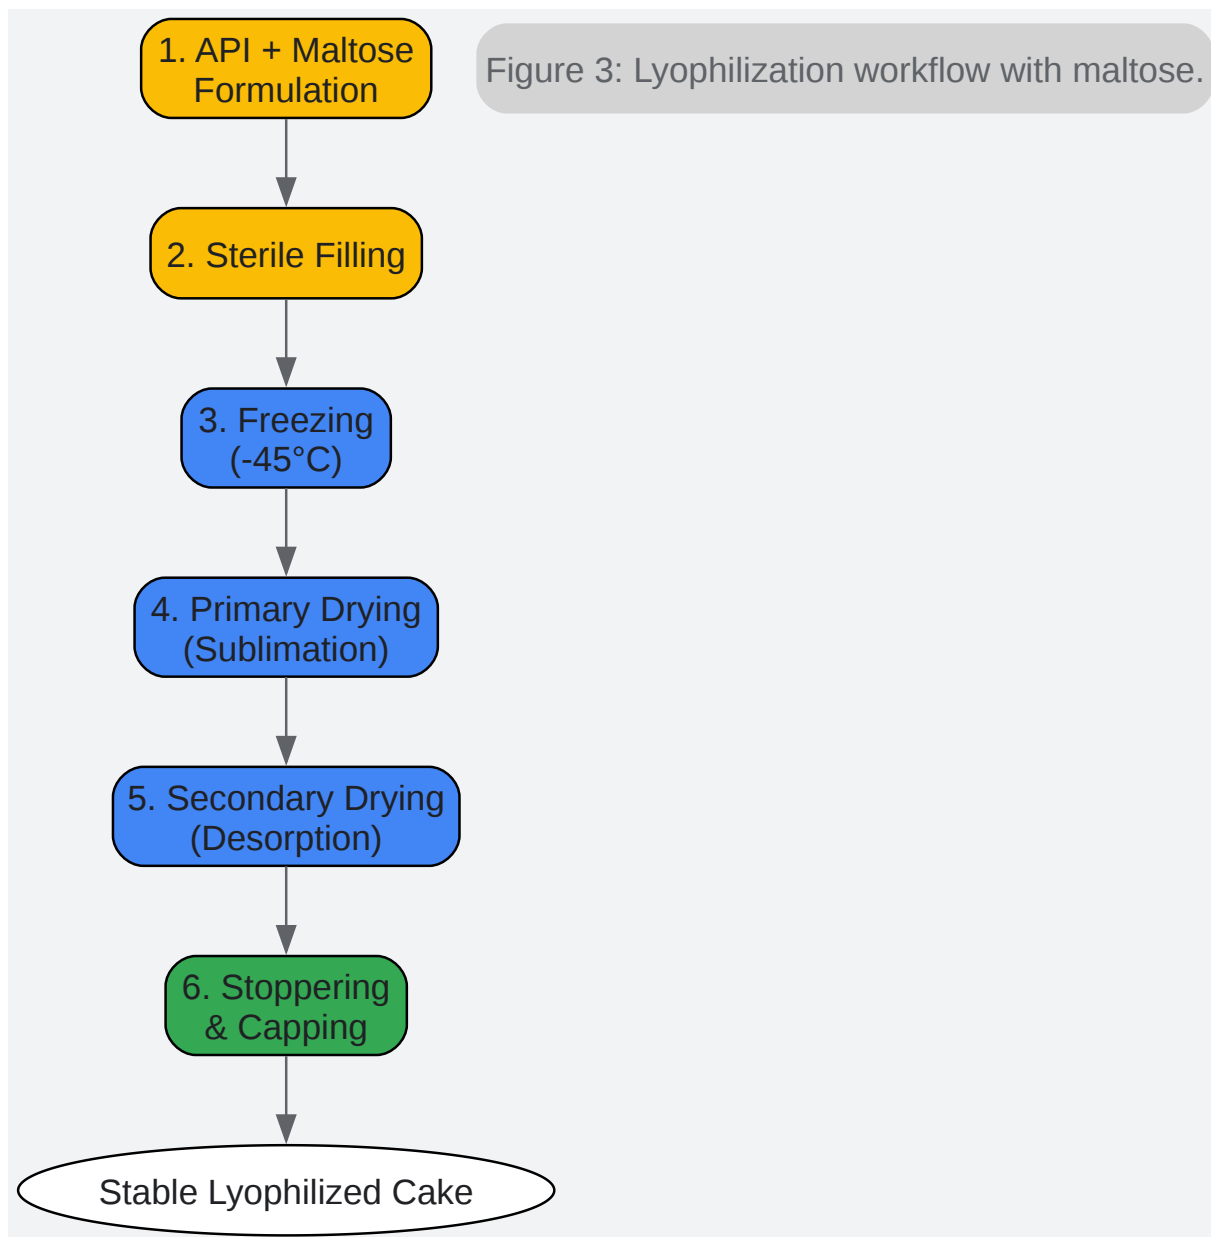 1. API + Maltose
Formulation
Figure 3: Lyophilization workflow with maltose.
2. Sterile Filling
3. Freezing
(-45°C)
4. Primary Drying
(Sublimation)
5. Secondary Drying
(Desorption)
6. Stoppering
& Capping
Stable Lyophilized Cake